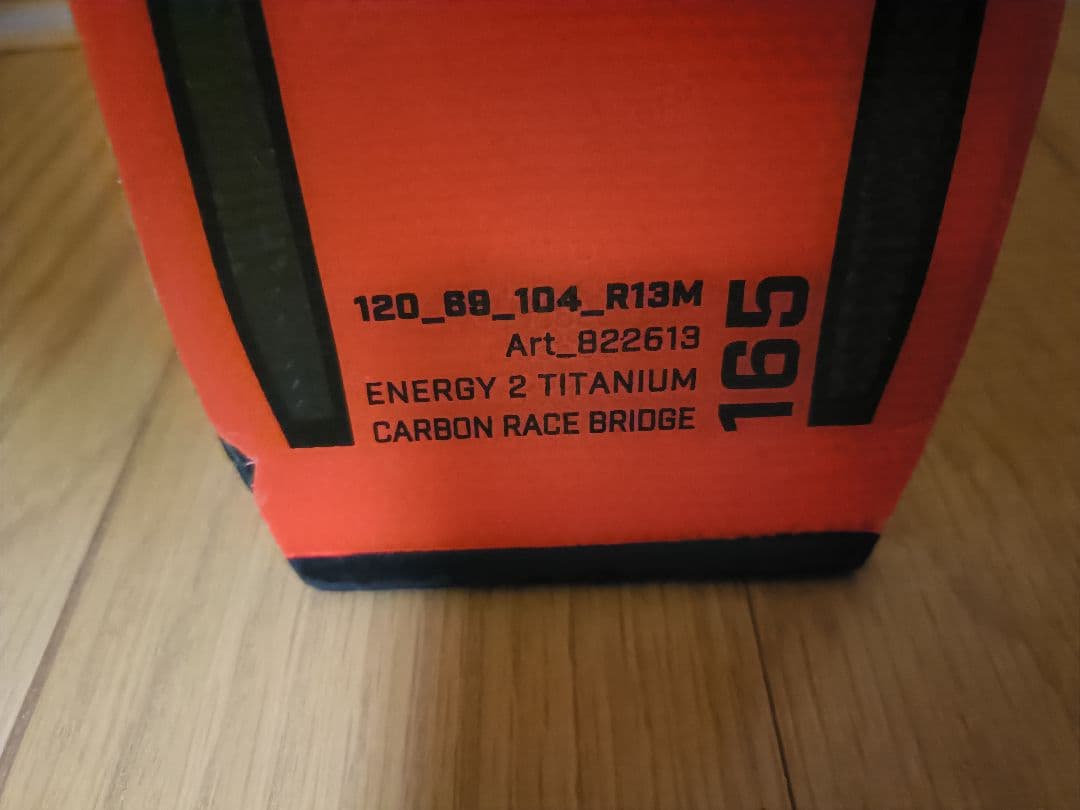 120_69_104_R13M
Art_822613
ENERGY 2 TITANIUM
CARBON RACE BRIDGE
165